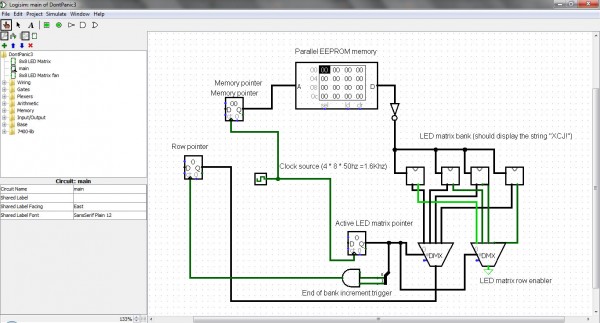 Logisim: main of DontPanic3
File Edit Project Simulate Window Help
DontPanic3
8x8 LED Matrix
main
8x8 LED Matrix fan
Wiring
Gates
Plexers
Arithmetic
Memory
Input/Output
Base
7400-lib
Circuit: main
Circuit Name main
Shared Label
Shared Label Facing East
Shared Label Font SansSerif Plain 12
133%
Parallel EEPROM memory
00 00 00 00 00
04 00 00 00 00
08 00 00 00 00
0c 00 00 00 00
A D
sel ld clr
Memory pointer
Memory pointer
00
D Q
LED matrix bank (should display the string "XCJI")
Row pointer
0
D Q
Clock source (4 * 8 * 50hz =1.6Khz)
Active LED matrix pointer
0
D Q
DMX
DMX
LED matrix row enabler
End of bank increment trigger